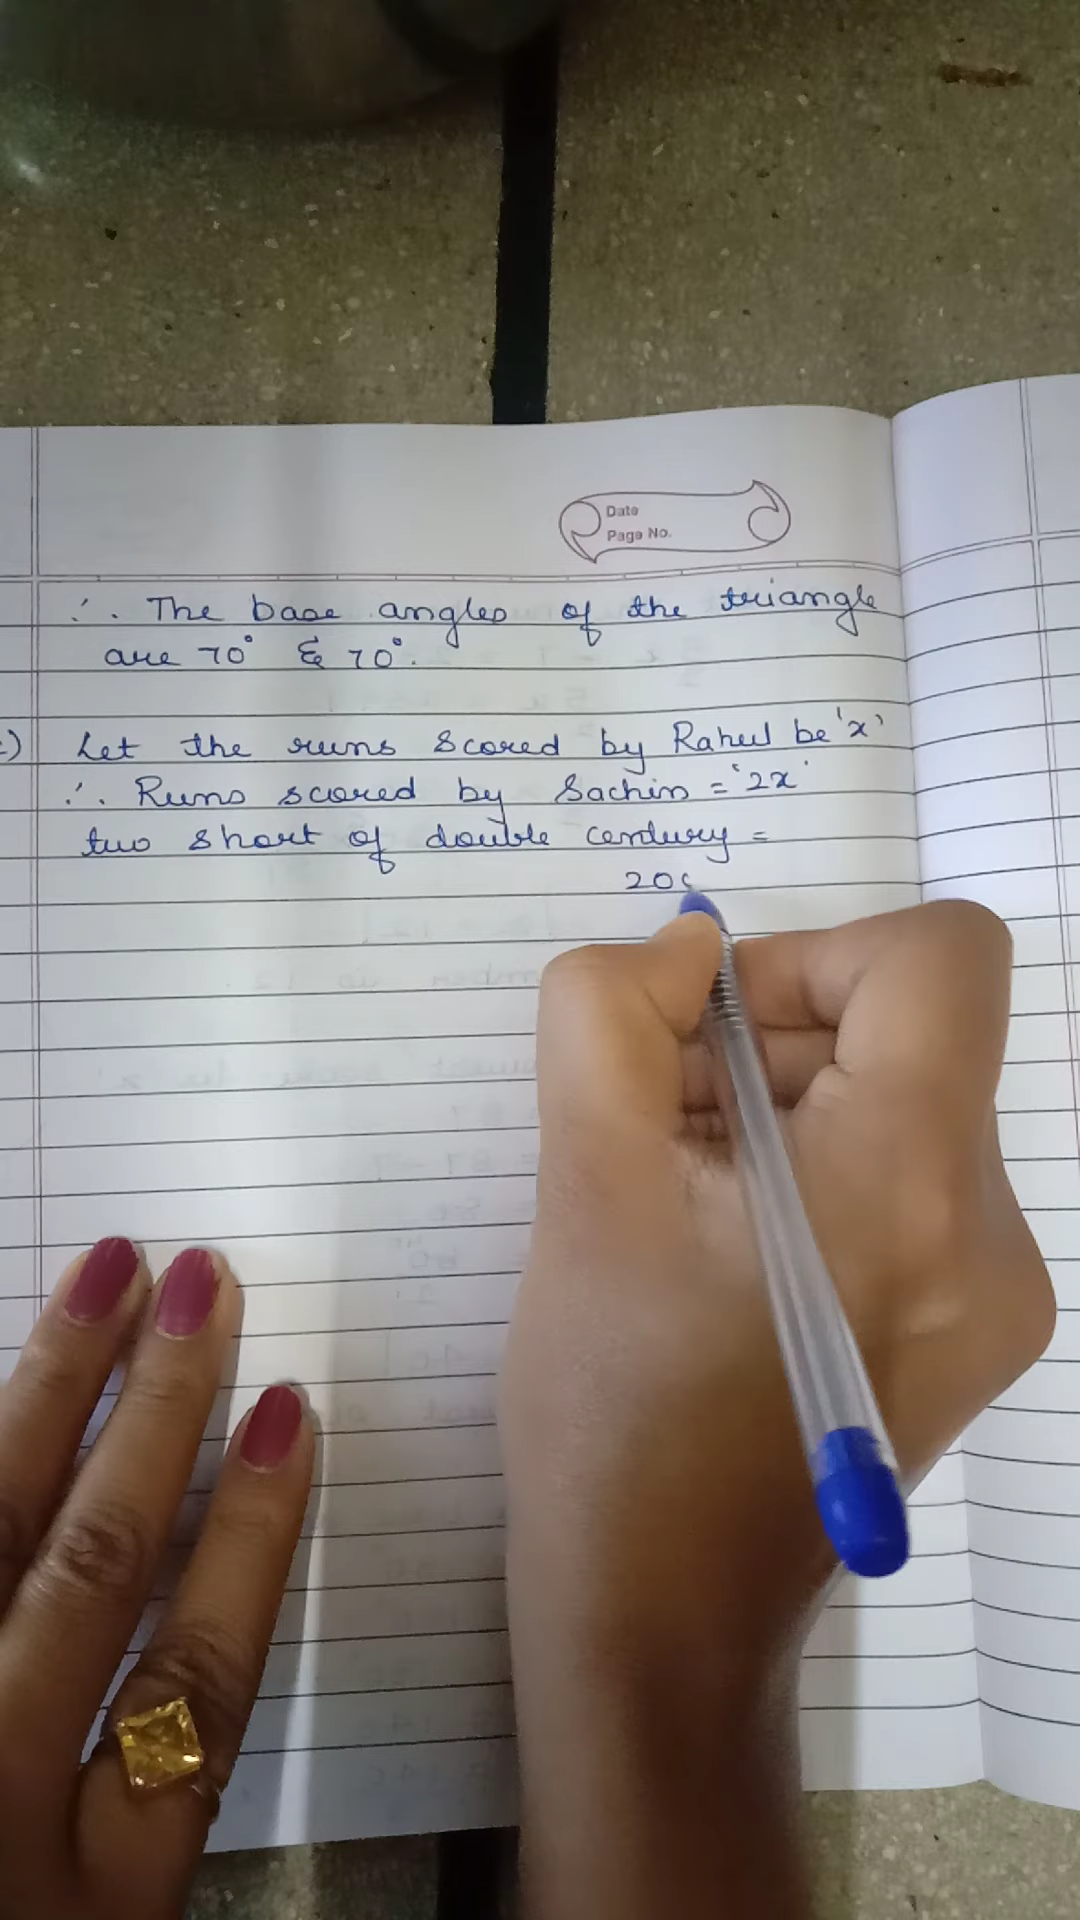 Date
Page No.
∴ The base angles of the triangle
are 70° & 70°.
Let the runs scored by Rahul be 'x'
∴ Runs scored by Sachin = '2x'
two short of double century =
20